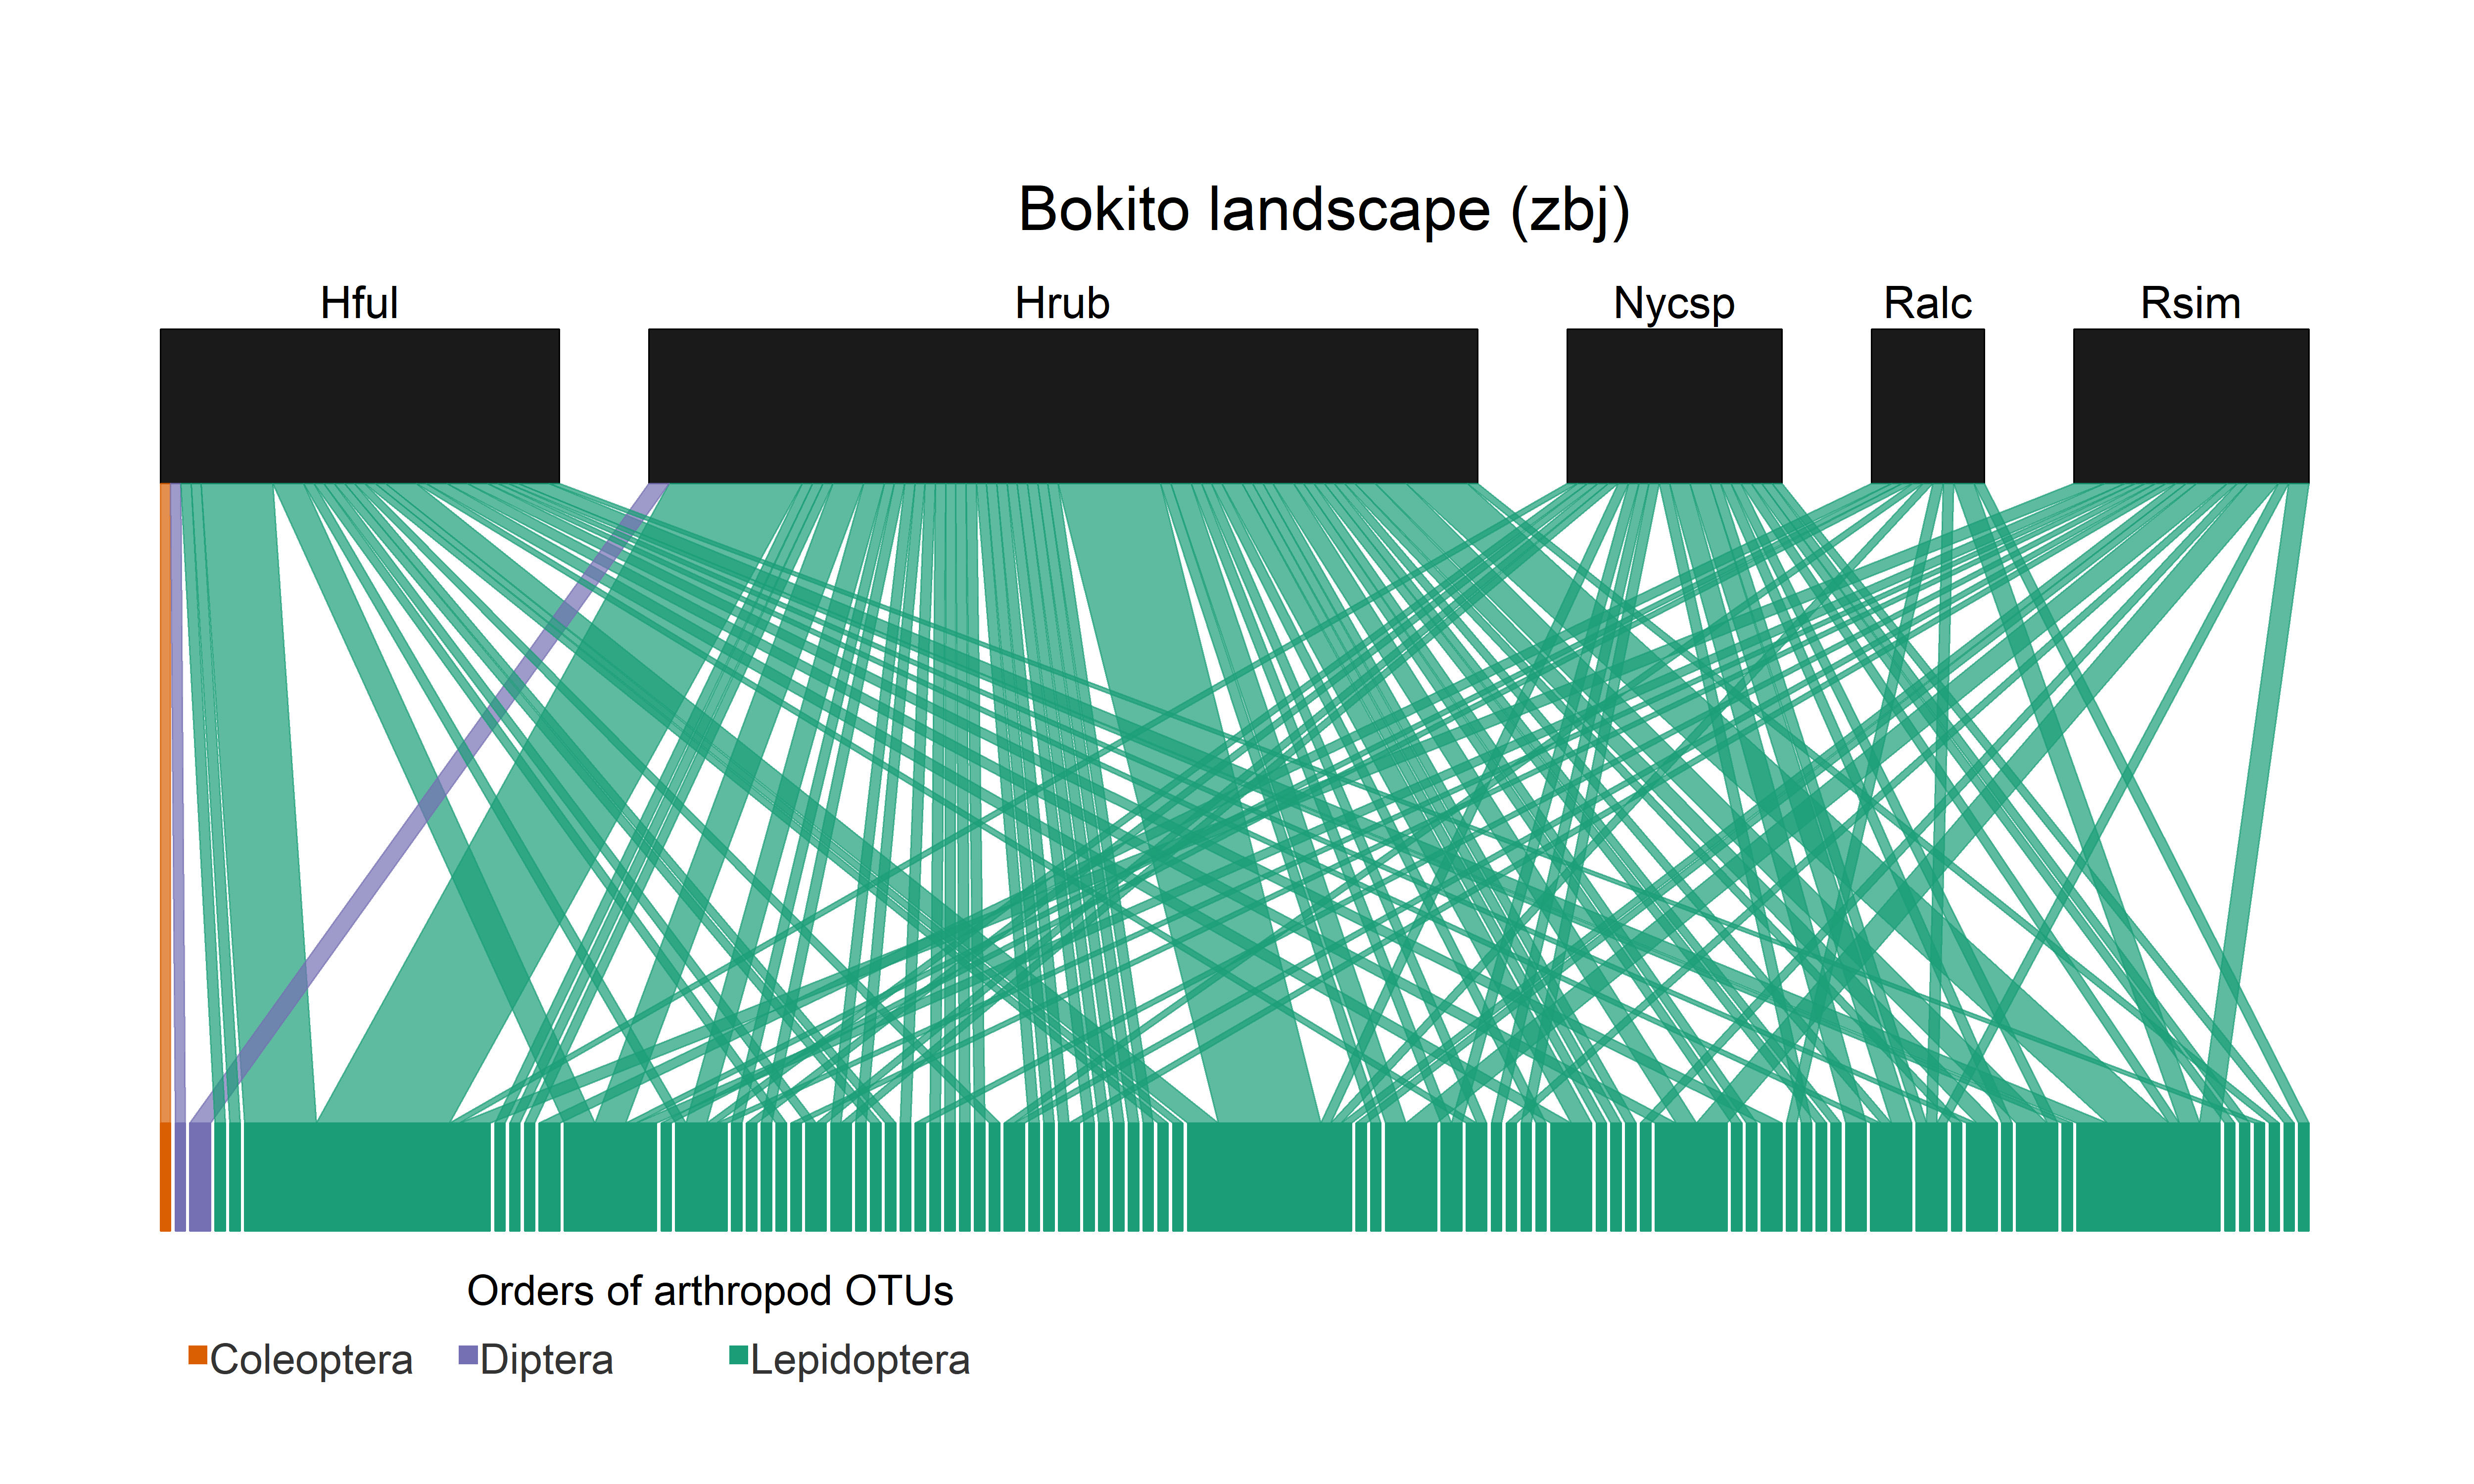 Bokito landscape (zbj)
Hful Hrub Nycsp Ralc Rsim
Orders of arthropod OTUs
Coleoptera Diptera Lepidoptera